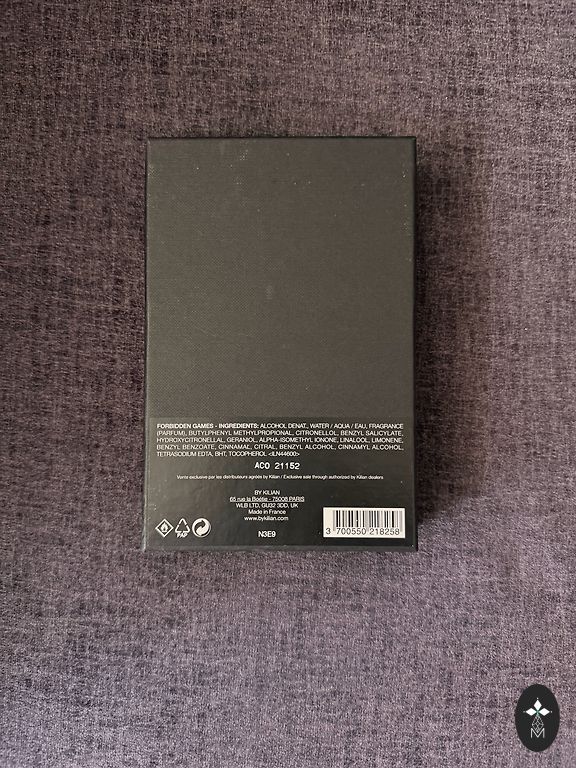 FORBIDDEN GAMES - INGREDIENTS: ALCOHOL DENAT., WATER / AQUA / EAU, FRAGRANCE
(PARFUM), BUTYLPHENYL METHYLPROPIONAL, CITRONELLOL, BENZYL SALICYLATE,
HYDROXYCITRONELLAL, GERANIOL, ALPHA-ISOMETHYL IONONE, LINALOOL, LIMONENE,
BENZYL BENZOATE, CINNAMAL, CITRAL, BENZYL ALCOHOL, CINNAMYL ALCOHOL,
TETRASODIUM EDTA, BHT, TOCOPHEROL <ILN44600>
ACO 21152
Vente exclusive par les distributeurs agréés by Kilian / Exclusive sale through authorized by Kilian dealers
BY KILIAN
65 rue la Boétie - 75008 PARIS
WLB LTD, GU32 3DD, UK
Made in France
www.bykilian.com
PAP
N3E9
3 700550 218258
M